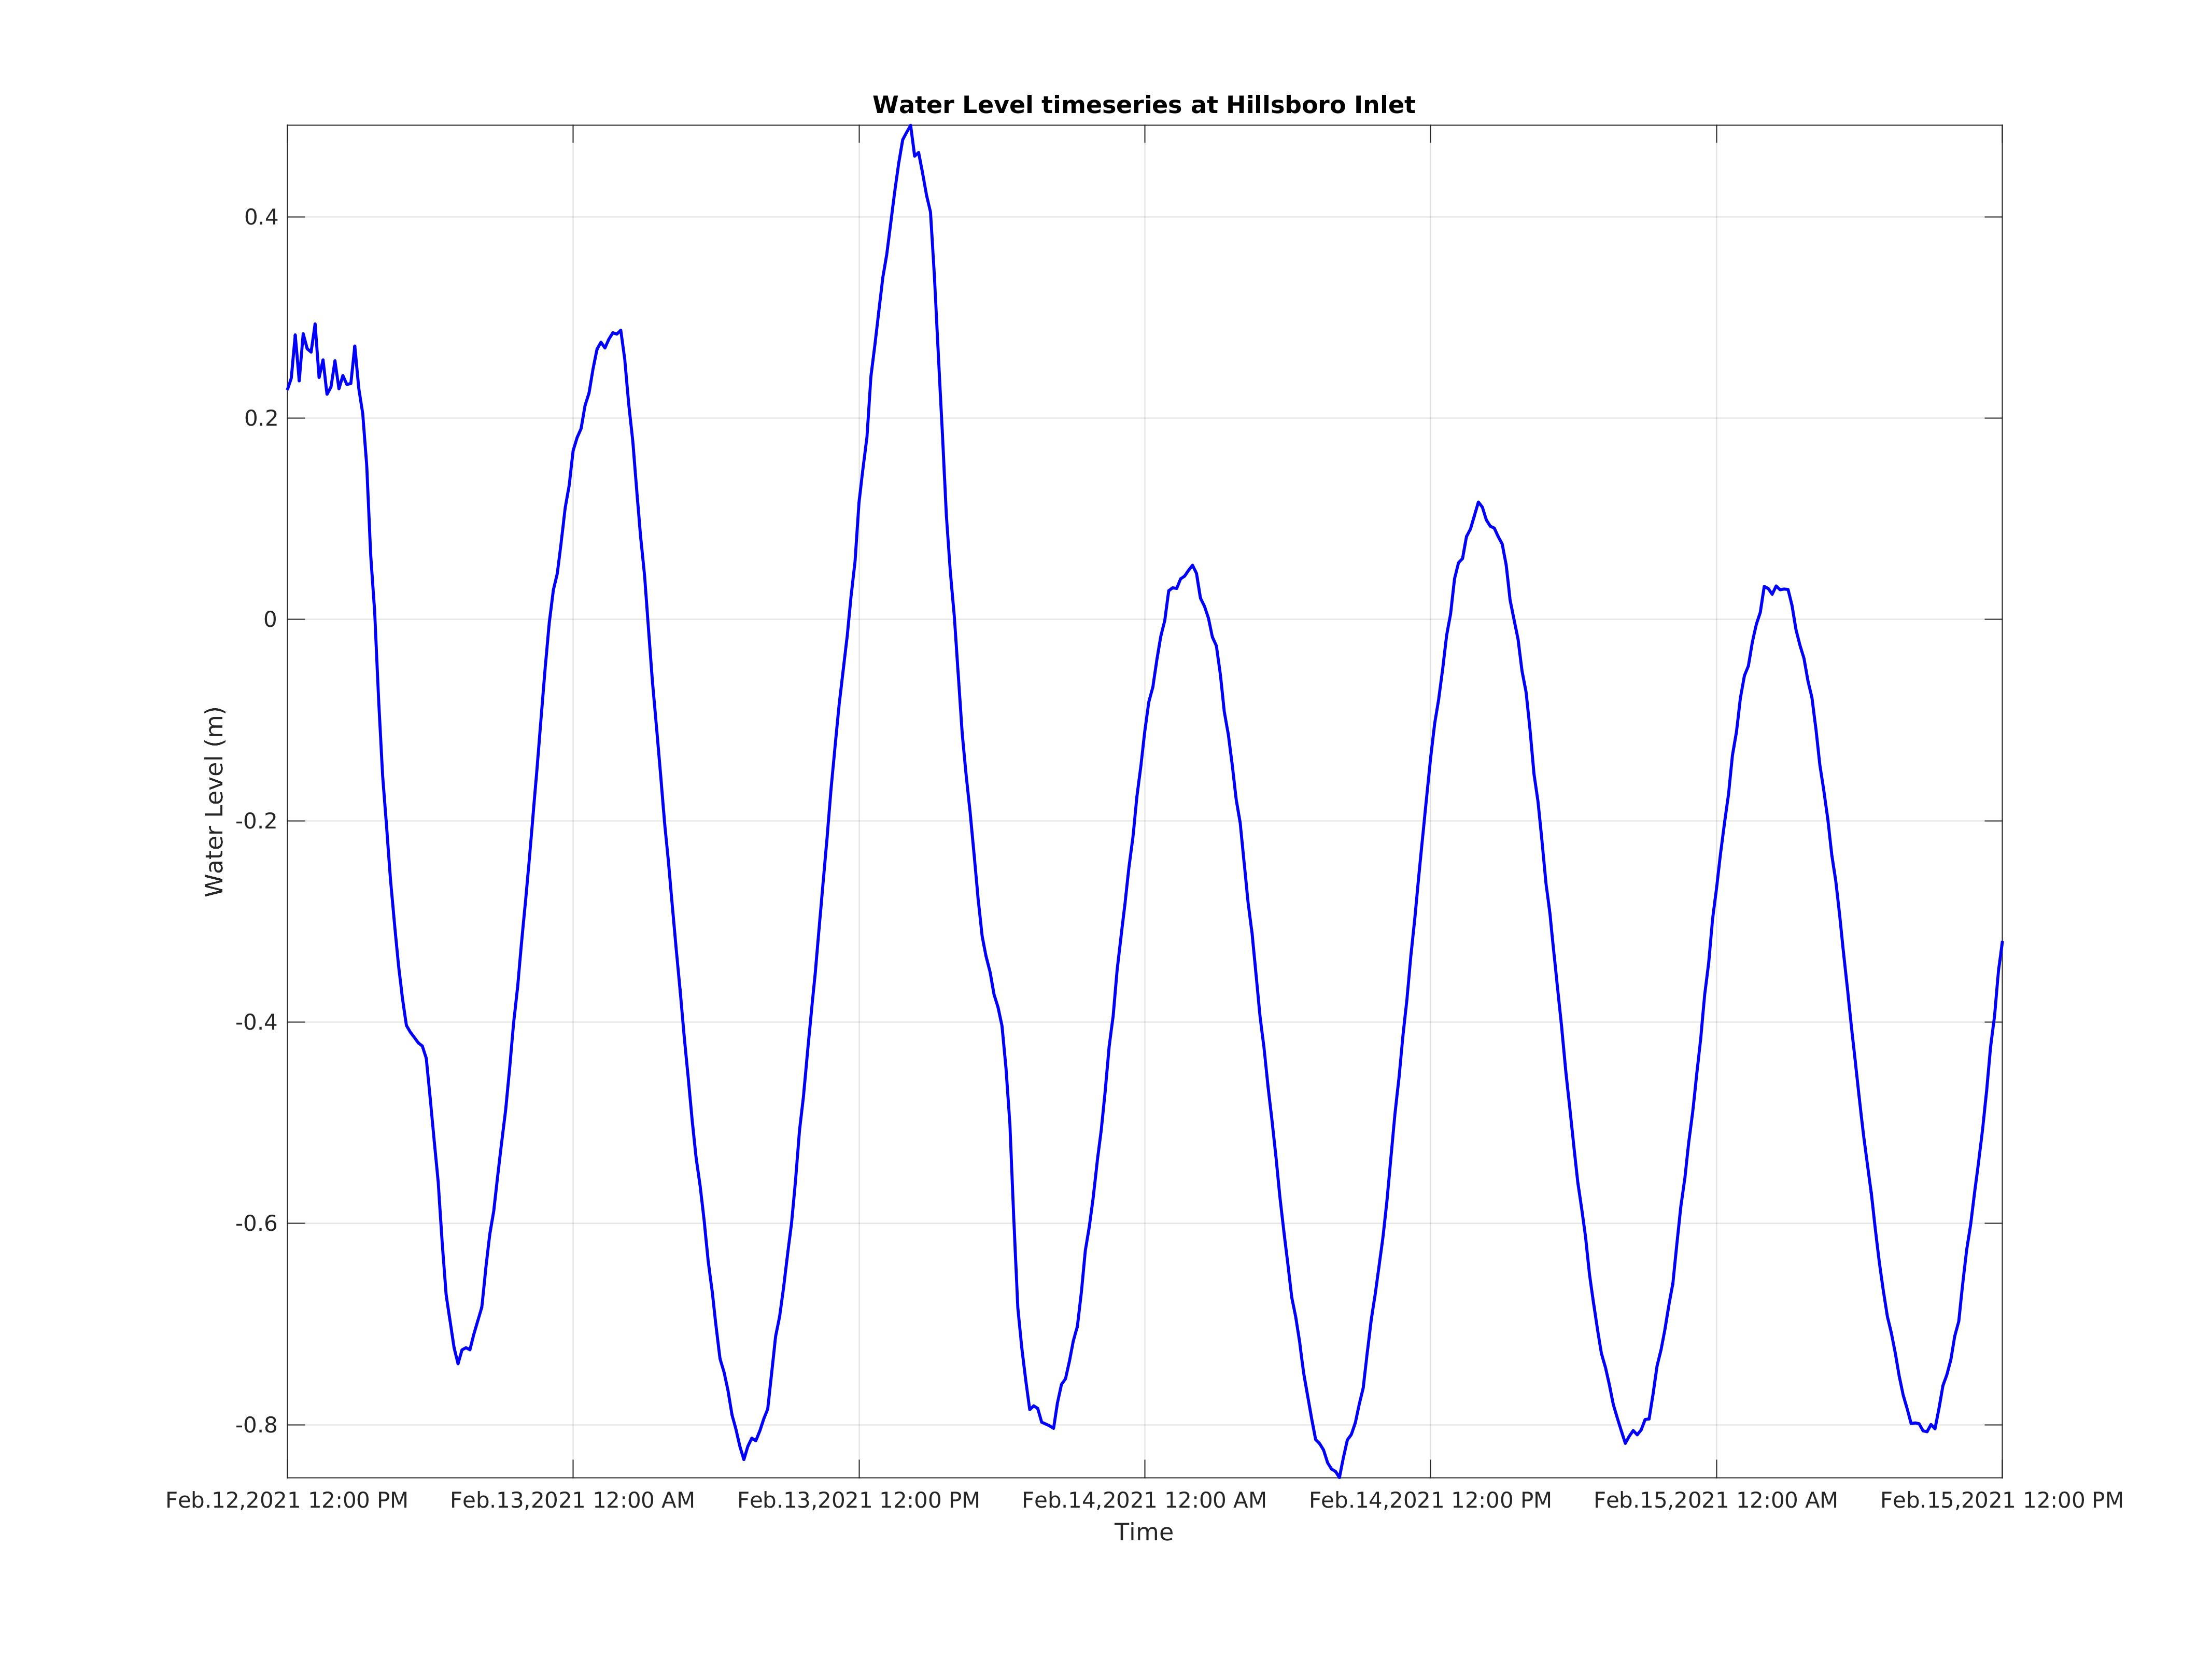 Water Level timeseries at Hillsboro Inlet
0.4
0.2
0
-0.2
-0.4
-0.6
-0.8
Water Level (m)
Feb.12,2021 12:00 PM
Feb.13,2021 12:00 AM
Feb.13,2021 12:00 PM
Feb.14,2021 12:00 AM
Feb.14,2021 12:00 PM
Feb.15,2021 12:00 AM
Feb.15,2021 12:00 PM
Time